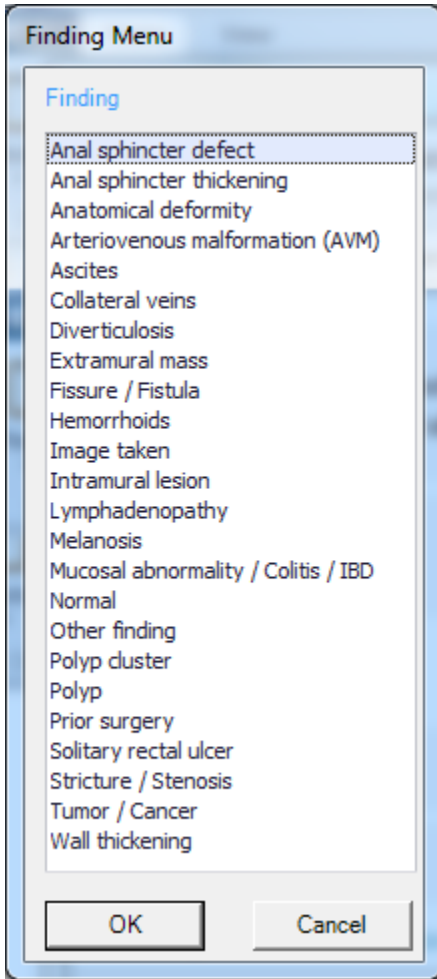 Finding Menu
Finding
Anal sphincter defect
Anal sphincter thickening
Anatomical deformity
Arteriovenous malformation (AVM)
Ascites
Collateral veins
Diverticulosis
Extramural mass
Fissure / Fistula
Hemorrhoids
Image taken
Intramural lesion
Lymphadenopathy
Melanosis
Mucosal abnormality / Colitis / IBD
Normal
Other finding
Polyp cluster
Polyp
Prior surgery
Solitary rectal ulcer
Stricture / Stenosis
Tumor / Cancer
Wall thickening
OK Cancel